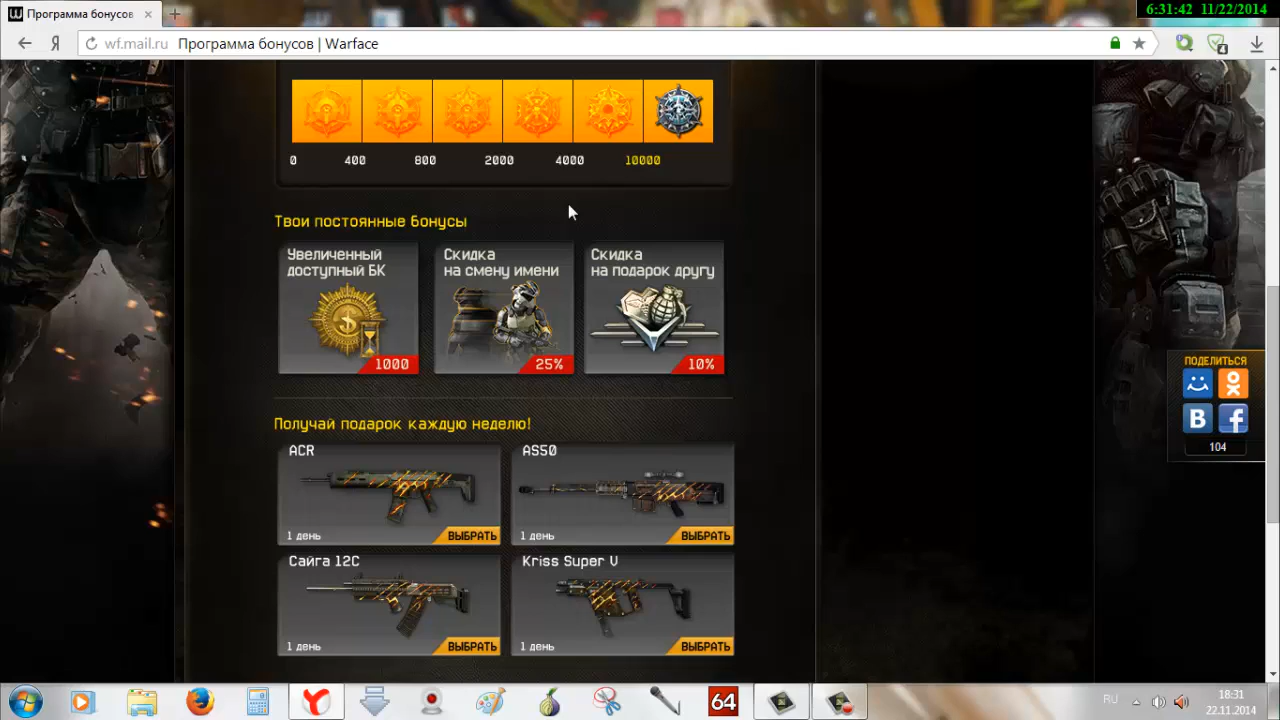 6:31:42 11/22/2014
Программа бонусов
wf.mail.ru Программа бонусов | Warface
4
0 400 800 2000 4000 10000
Твои постоянные бонусы
Увеличенный
доступный БК
1000
Скидка
на смену имени
25%
Скидка
на подарок другу
10%
ПОДЕЛИТЬСЯ
104
Получай подарок каждую неделю!
ACR
1 день ВЫБРАТЬ
AS50
1 день ВЫБРАТЬ
Сайга 12С
1 день ВЫБРАТЬ
Kriss Super V
1 день ВЫБРАТЬ
64
RU
18:31
22.11.2014